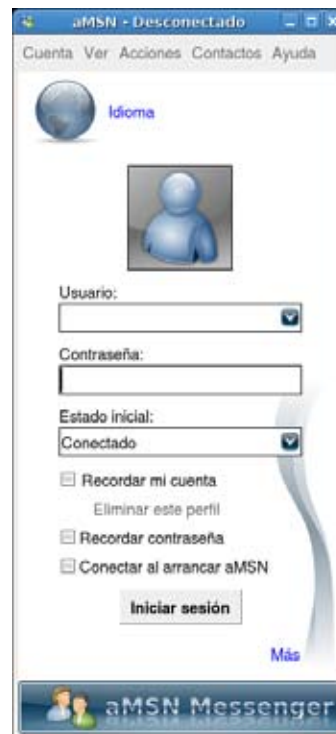 aMSN - Desconectado
Cuenta Ver Acciones Contactos Ayuda
Idioma
Usuario:
Contraseña:
Estado inicial:
Conectado
Recordar mi cuenta
Eliminar este perfil
Recordar contraseña
Conectar al arrancar aMSN
Iniciar sesión
Más
aMSN Messenger